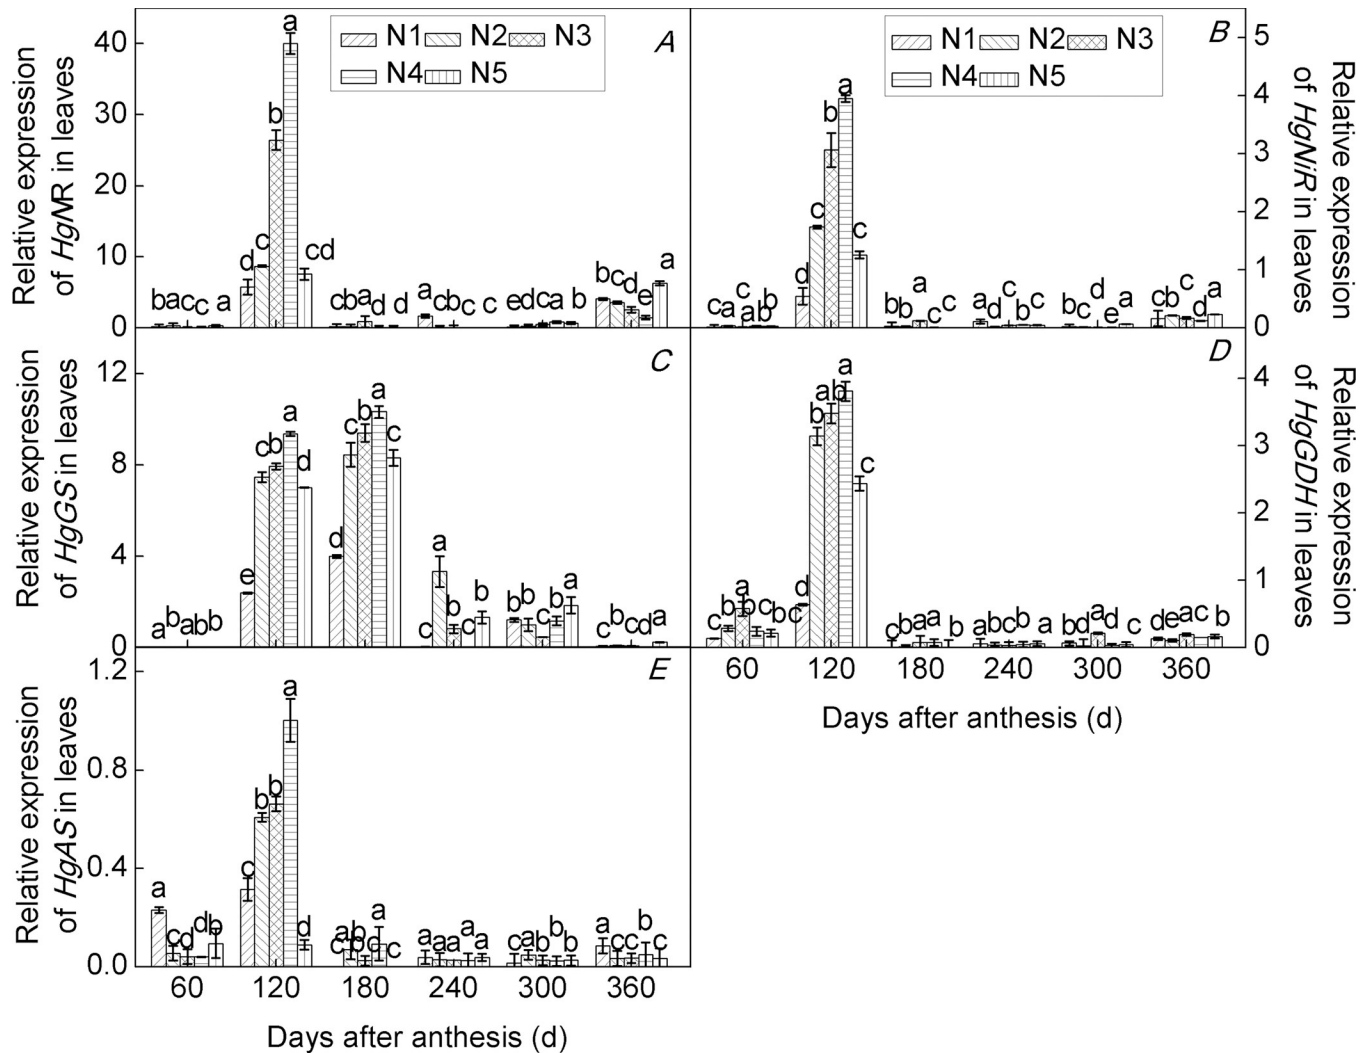 A
N1 N2 N3
N4 N5
Relative expression
of HgNR in leaves
40
30
20
10
0
b a c c a
d c b a cd
c b a d d
a c b c c
e d c a b
b c d e a
B
N1 N2 N3
N4 N5
Relative expression
of HgNiR in leaves
5
4
3
2
1
0
c a c a b b
d c b a c
b b a c c
a d c b c
b c d e a
c b c d a
C
Relative expression
of HgGS in leaves
12
8
4
0
a b a b b
e c b a d
d b b a c
c a b c b
b b c b a
c b c d a
D
Relative expression
of HgGDH in leaves
4
3
2
1
0
c b a b c
d b ab a c
c b a a b
a b c b a
b d a d c
d e a c b
60 120 180 240 300 360
Days after anthesis (d)
E
Relative expression
of HgAS in leaves
1.2
0.8
0.4
0.0
a c d d b
c b b a d
c a b c a c
a a a a a
c a b b b
a c c b c
60 120 180 240 300 360
Days after anthesis (d)